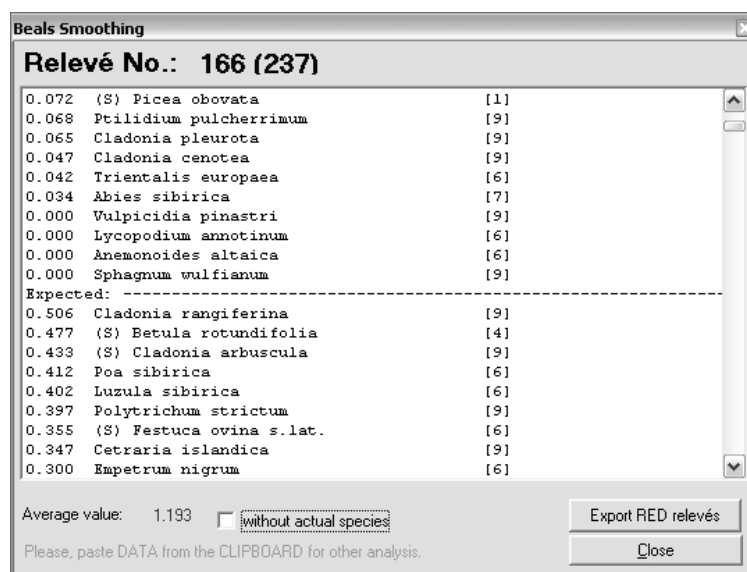 Beals Smoothing
Relevé No.: 166 (237)
0.072 (S) Picea obovata [1]
0.068 Ptilidium pulcherrimum [9]
0.065 Cladonia pleurota [9]
0.047 Cladonia cenotea [9]
0.042 Trientalis europaea [6]
0.034 Abies sibirica [7]
0.000 Vulpicidia pinastri [9]
0.000 Lycopodium annotinum [6]
0.000 Anemonoides altaica [6]
0.000 Sphagnum wulfianum [9]
Expected: ------------------------------------------------------------
0.506 Cladonia rangiferina [9]
0.477 (S) Betula rotundifolia [4]
0.433 (S) Cladonia arbuscula [9]
0.412 Poa sibirica [6]
0.402 Luzula sibirica [6]
0.397 Polytrichum strictum [9]
0.355 (S) Festuca ovina s.lat. [6]
0.347 Cetraria islandica [9]
0.300 Empetrum nigrum [6]
Average value: 1.193 without actual species Export RED relevés
Please, paste DATA from the CLIPBOARD for other analysis. Close